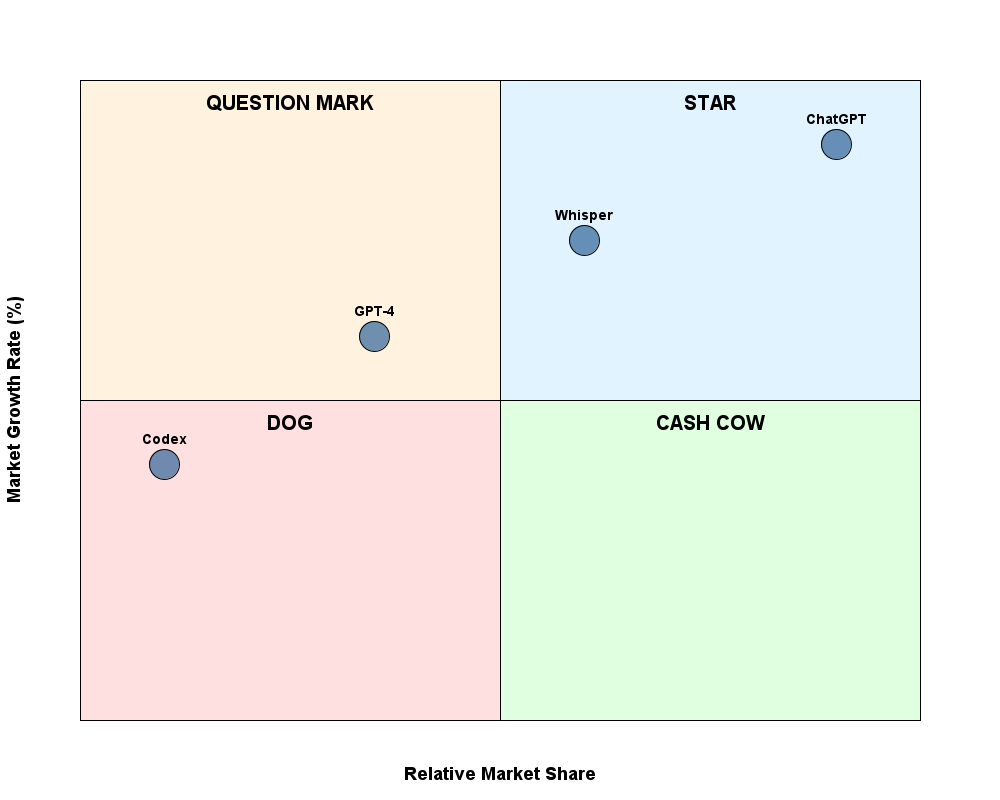 QUESTION MARK
STAR
ChatGPT
Whisper
GPT-4
DOG
CASH COW
Codex
Market Growth Rate (%)
Relative Market Share